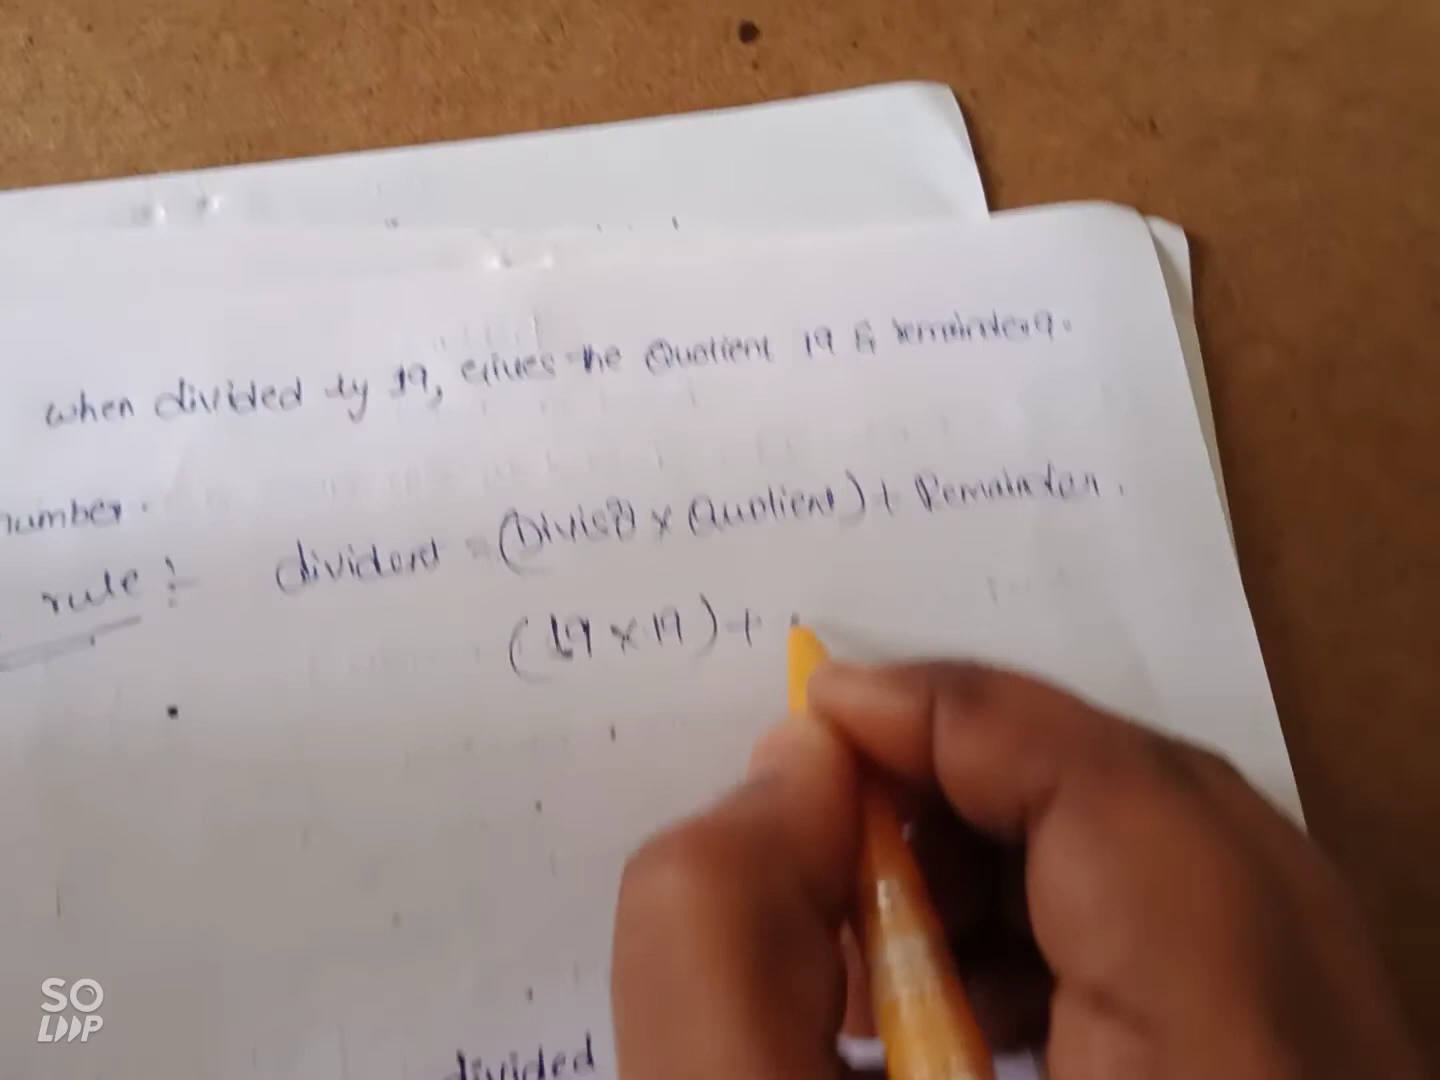 when divided by 19, gives the Quotient 19 & remainder 9.
number.
rule :- dividend = (Divisor x Quotient) + Remainder.
(19 x 19) +
divided
SO
LOOP